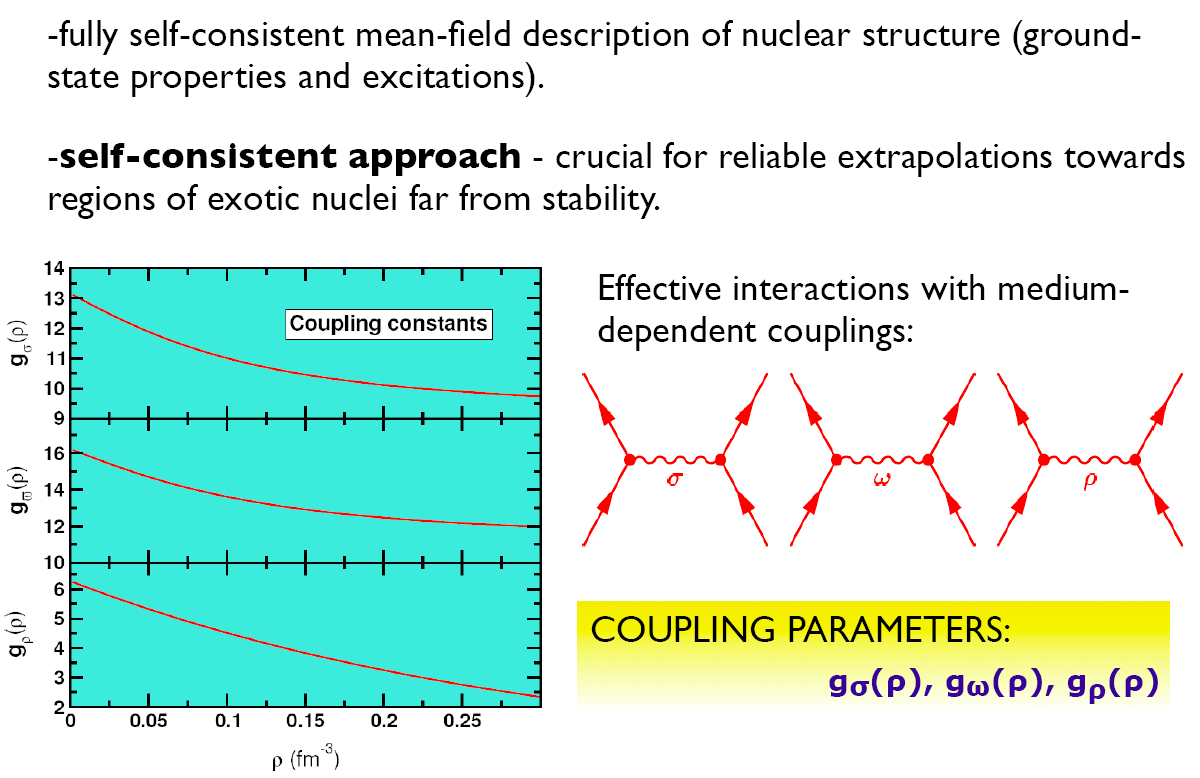 -fully self-consistent mean-field description of nuclear structure (ground-
state properties and excitations).
-self-consistent approach - crucial for reliable extrapolations towards
regions of exotic nuclei far from stability.
Coupling constants
14
13
12
11
10
9
gσ(ρ)
16
14
12
10
gϖ(ρ)
6
5
4
3
2
gρ(ρ)
0 0.05 0.1 0.15 0.2 0.25
ρ (fm⁻³)
Effective interactions with medium-
dependent couplings:
σ ω ρ
COUPLING PARAMETERS:
gσ(ρ), gω(ρ), gρ(ρ)